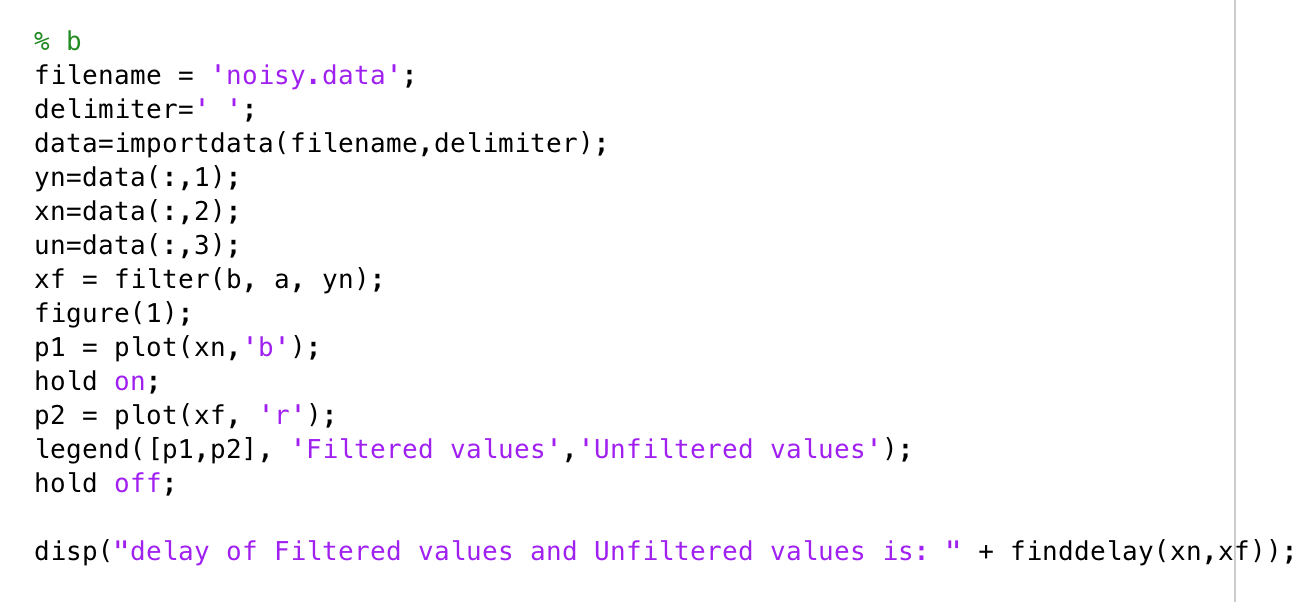 % b
filename = 'noisy.data';
delimiter=' ';
data=importdata(filename,delimiter);
yn=data(:,1);
xn=data(:,2);
un=data(:,3);
xf = filter(b, a, yn);
figure(1);
p1 = plot(xn,'b');
hold on;
p2 = plot(xf, 'r');
legend([p1,p2], 'Filtered values','Unfiltered values');
hold off;
disp("delay of Filtered values and Unfiltered values is: " + finddelay(xn,xf));